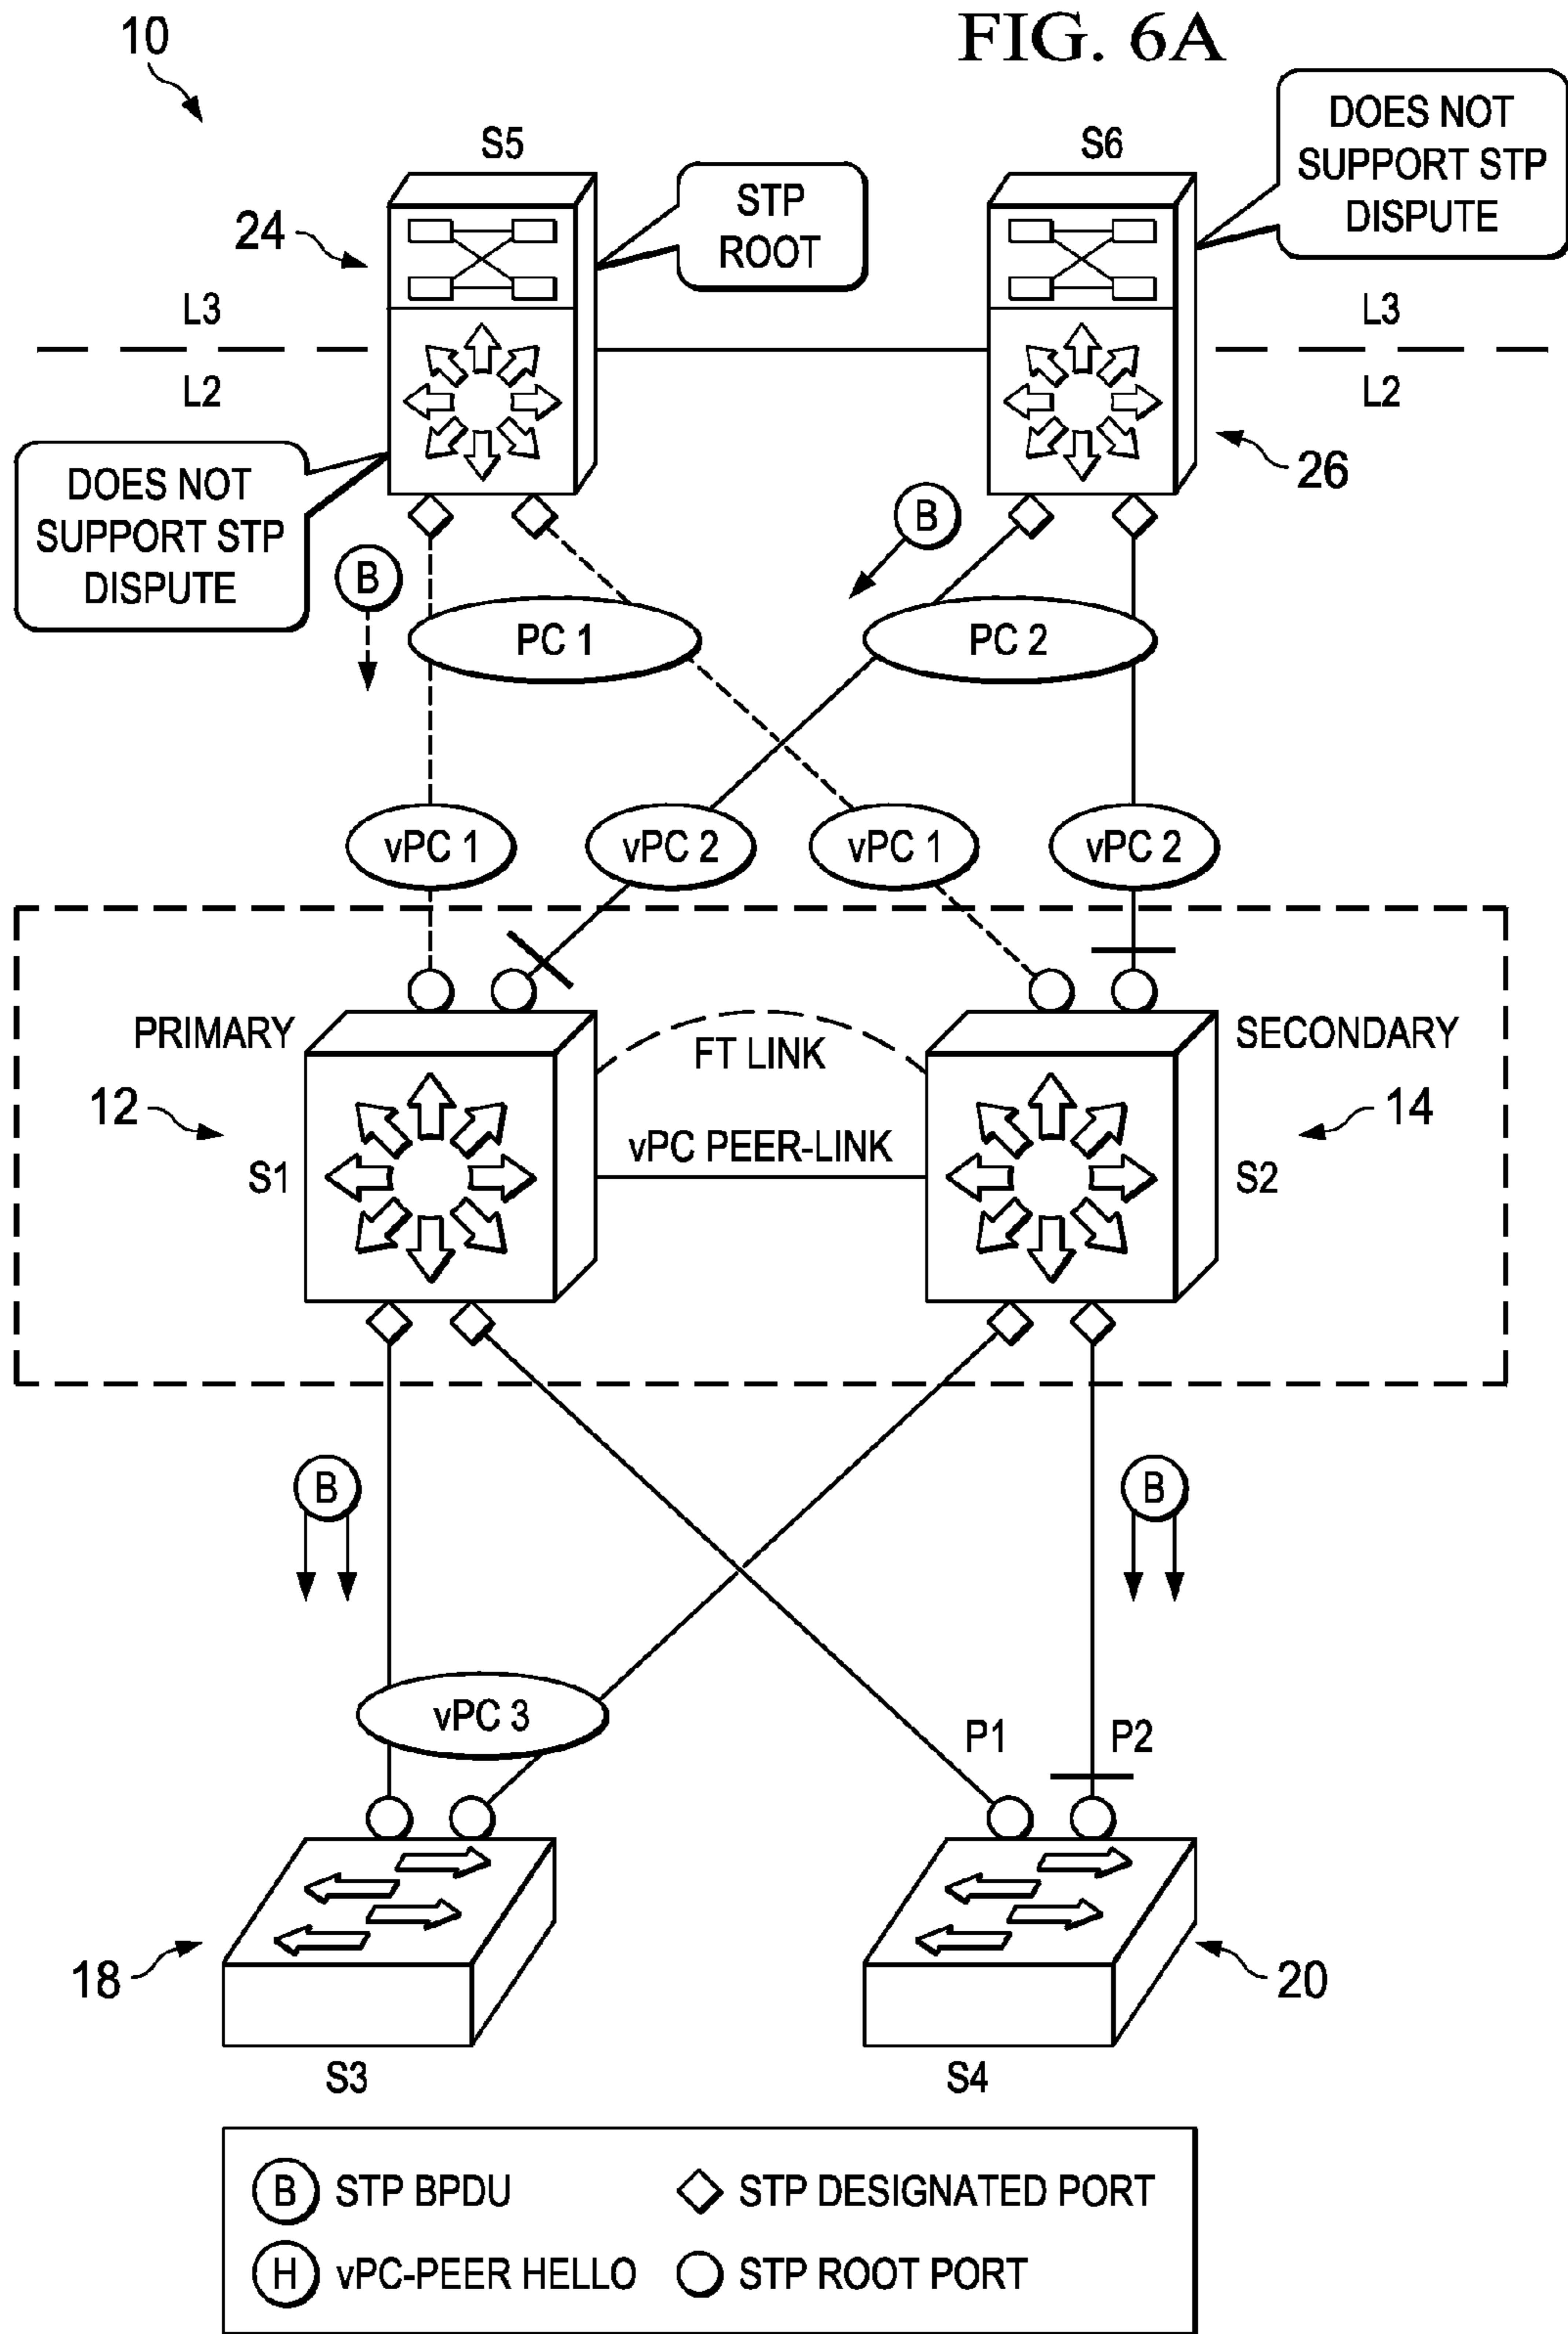 FIG. 6A
10
DOES NOT
SUPPORT STP
DISPUTE
S5
S6
STP
ROOT
24
L3
L3
L2
L2
26
DOES NOT
SUPPORT STP
DISPUTE
B
B
PC 1
PC 2
vPC 1
vPC 2
vPC 1
vPC 2
PRIMARY
SECONDARY
FT LINK
12
14
vPC PEER-LINK
S1
S2
B
B
vPC 3
P1
P2
18
20
S3
S4
B STP BPDU
STP DESIGNATED PORT
H vPC-PEER HELLO
STP ROOT PORT